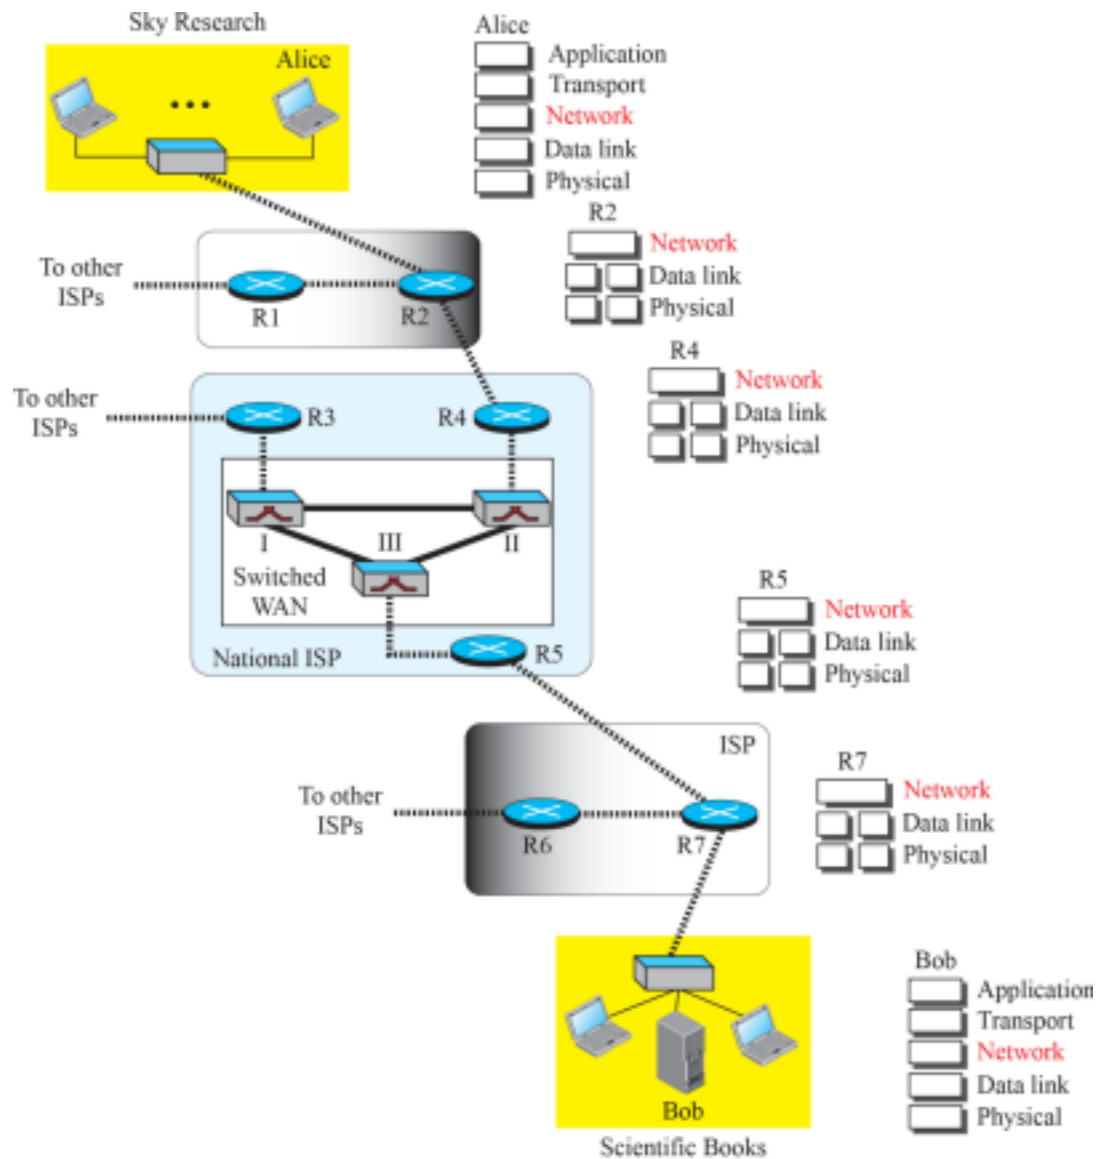 Sky Research
Alice
Alice
Application
Transport
Network
Data link
Physical
R2
Network
Data link
Physical
To other
ISPs
R1
R2
R4
Network
Data link
Physical
To other
ISPs
R3
R4
I
III
II
Switched
WAN
National ISP
R5
R5
Network
Data link
Physical
ISP
To other
ISPs
R6
R7
R7
Network
Data link
Physical
Bob
Application
Transport
Network
Data link
Physical
Bob
Scientific Books